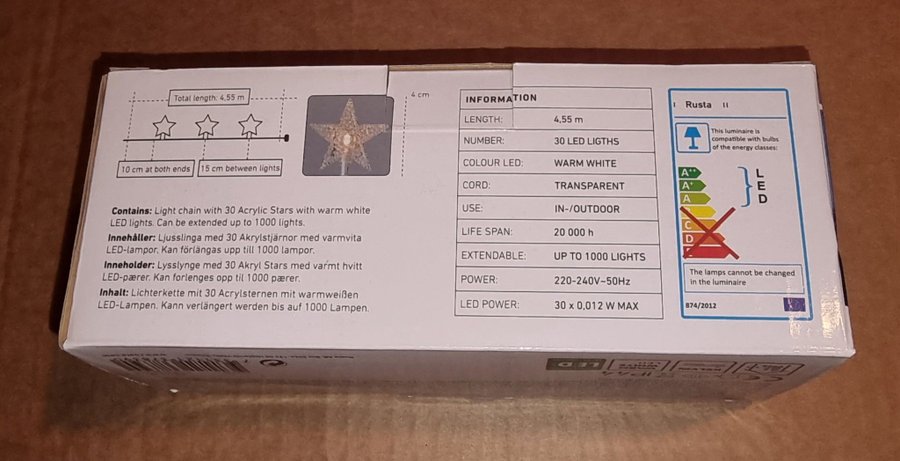 Total length: 4,55 m
4 cm
10 cm at both ends
15 cm between lights
Contains: Light chain with 30 Acrylic Stars with warm white
LED lights. Can be extended up to 1000 lights.
Innehåller: Ljusslinga med 30 Akrylstjärnor med varmvita
LED-lampor. Kan förlängas upp till 1000 lampor.
Inneholder: Lysslynge med 30 Akryl Stars med varmt hvitt
LED-pærer. Kan forlenges opp til 1000 pærer.
Inhalt: Lichterkette mit 30 Acrylsternen mit warmweißen
LED-Lampen. Kann verlängert werden bis auf 1000 Lampen.
INFORMATION
LENGTH: 4,55 m
NUMBER: 30 LED LIGTHS
COLOUR LED: WARM WHITE
CORD: TRANSPARENT
USE: IN-/OUTDOOR
LIFE SPAN: 20 000 h
EXTENDABLE: UP TO 1000 LIGHTS
POWER: 220-240V~50Hz
LED POWER: 30 x 0,012 W MAX
I Rusta II
This luminaire is
compatible with bulbs
of the energy classes:
A++
A+
A
B
C
D
E
L
E
D
The lamps cannot be changed
in the luminaire
874/2012
LED
IP44
CE